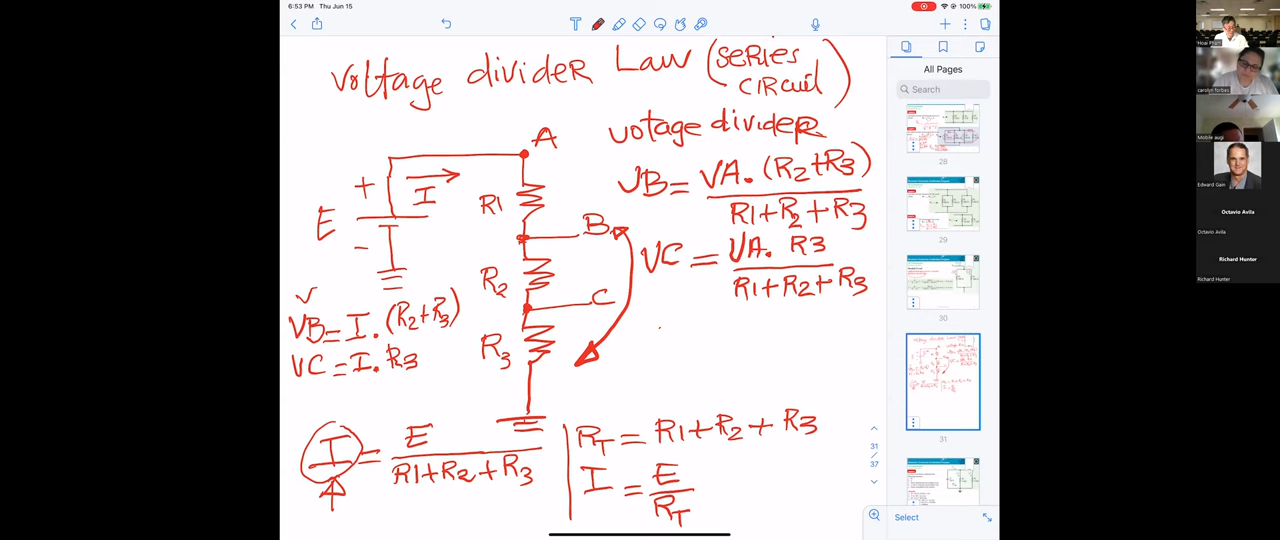 6:53 PM Thu Jun 15
100%
voltage divideR Law (SeRIES CIRcuil)
votage divideR
VB = VA. (R2+R3)
R1+R2+R3
VC = VA. R3
R1+R2+R3
A
+
I
E
-
R1
B
R2
C
R3
VB = I. (R2+R3)
VC = I. R3
I = E
R1+R2+R3
RT = R1+R2+R3
I = E
RT
All Pages
Search
28
29
30
31
31
/
37
Select
Hoai Pham
carolyn forbes
Mobile augi
Edward Gain
Octavio Avila
Octavio Avila
Richard Hunter
Richard Hunter